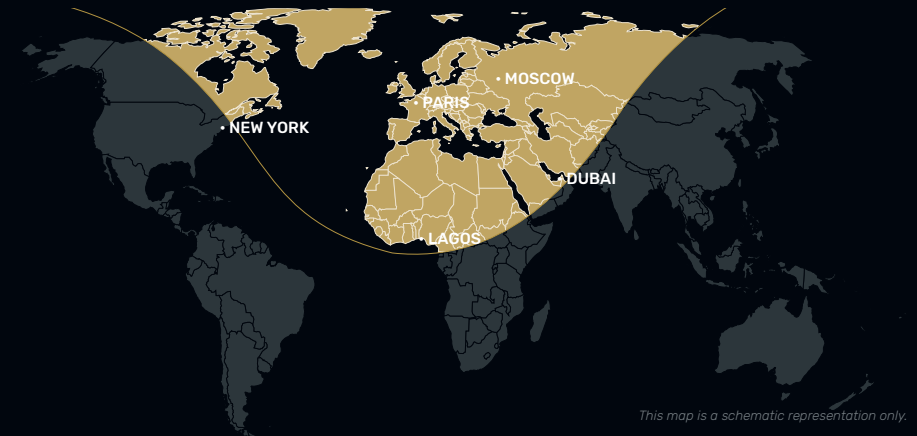 MOSCOW
PARIS
NEW YORK
DUBAI
LAGOS
This map is a schematic representation only.